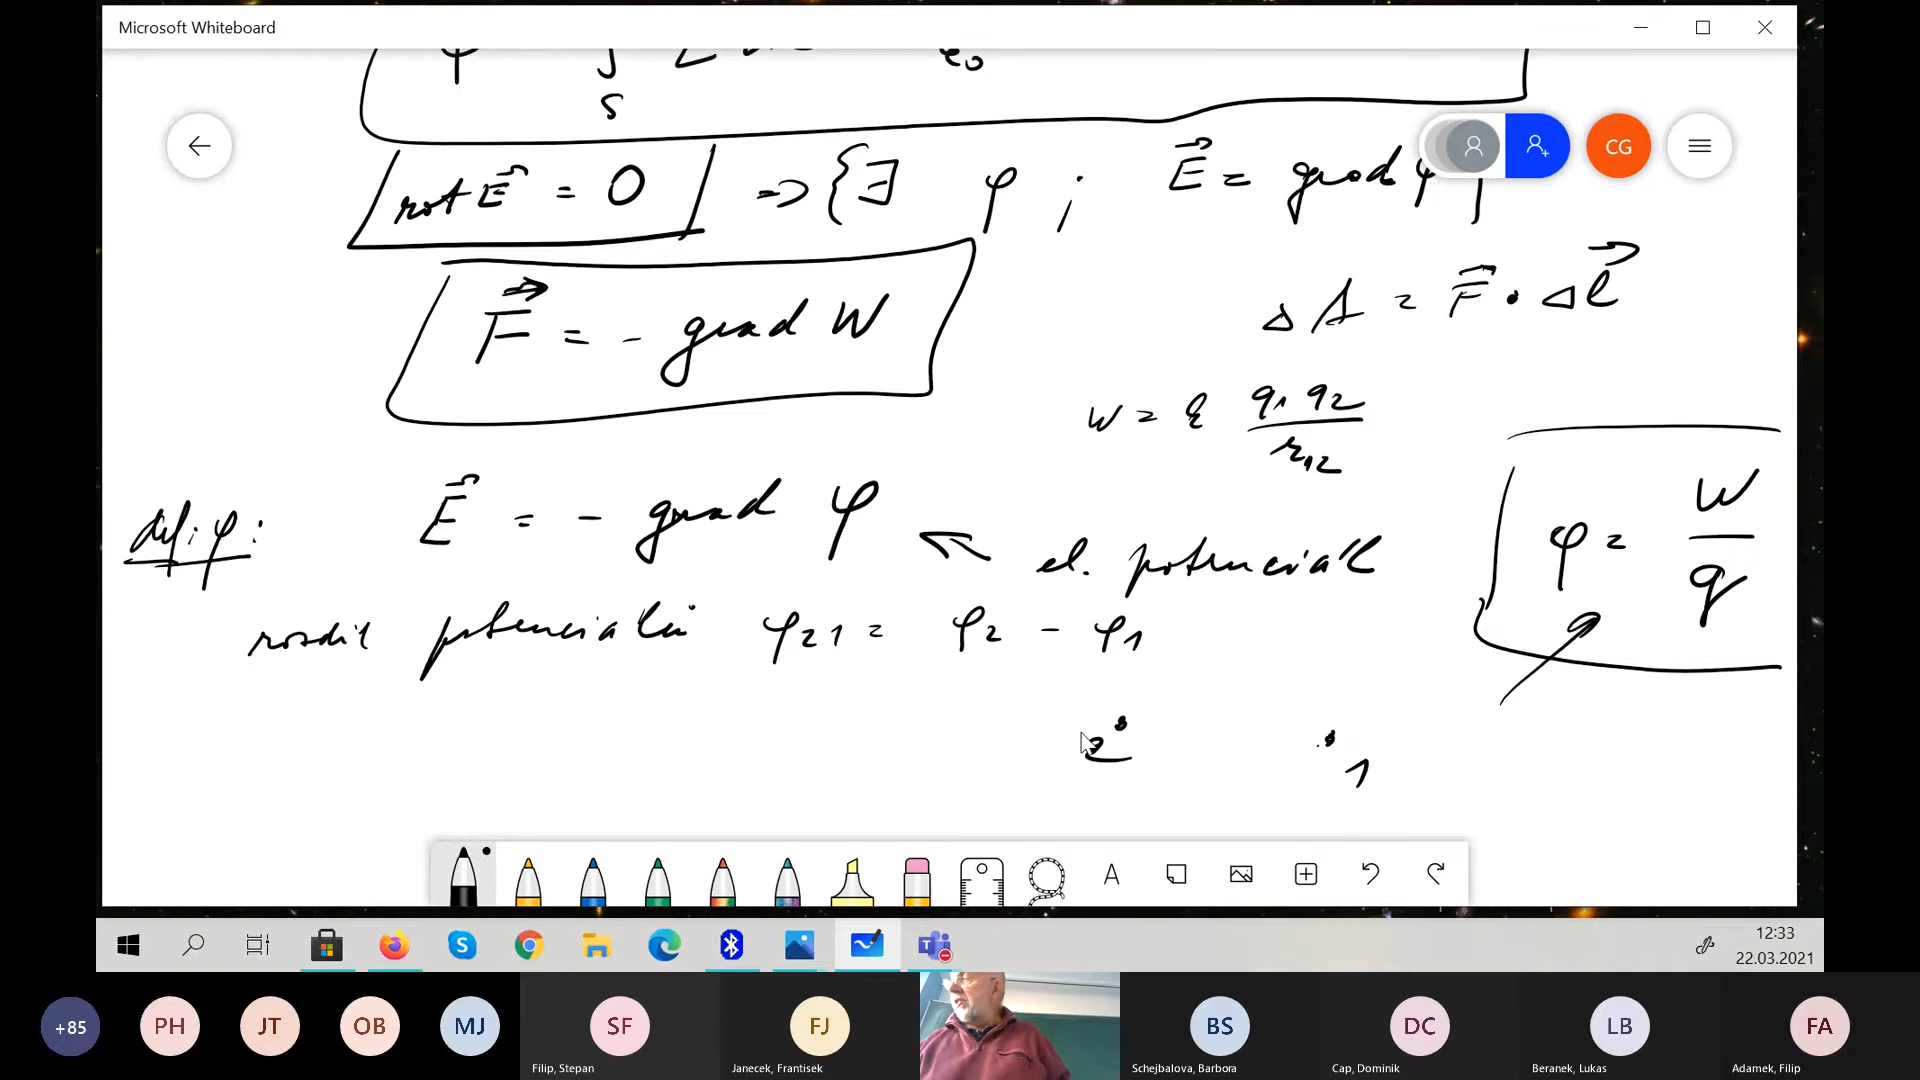 Microsoft Whiteboard
S
rot E⃗ = 0 => {∃ φ ; E⃗ = grad φ }
CG
F⃗ = - grad W
Δ A = F⃗ · Δ l⃗
W = k q1 q2 / r12
def: φ: E⃗ = - grad φ ← el. potenciál
φ = W / q
rozdíl potenciálů φ21 = φ2 - φ1
2 1
A
12:33
22.03.2021
+85 PH JT OB MJ SF FJ BS DC LB FA
Filip, Stepan Janecek, Frantisek Schejbalova, Barbora Cap, Dominik Beranek, Lukas Adamek, Filip